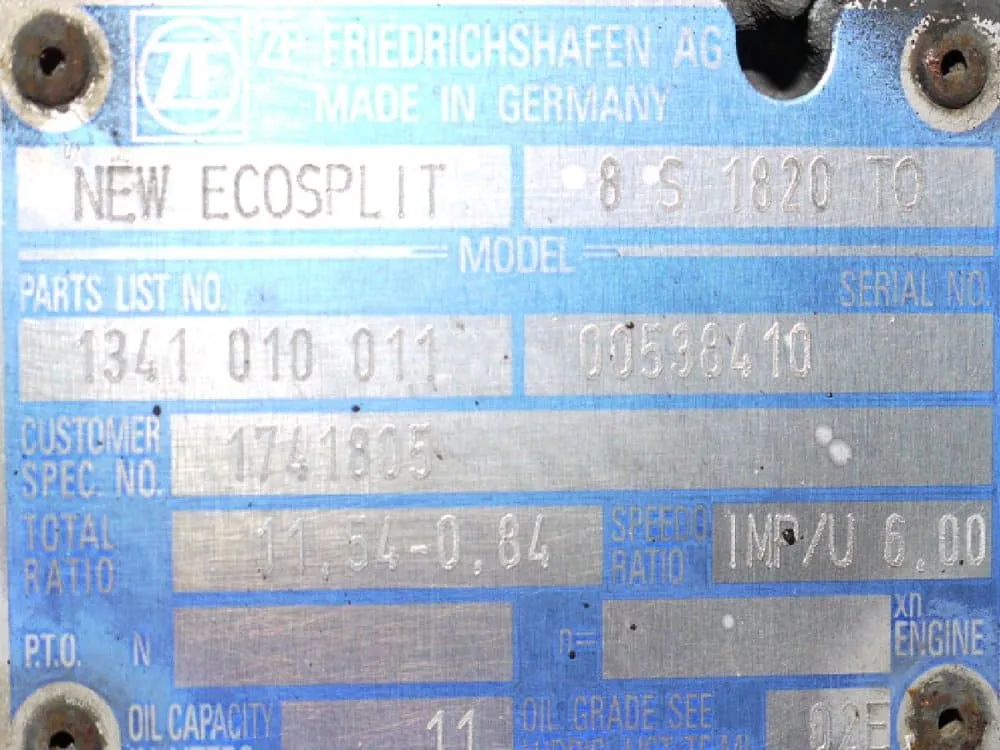 ZF FRIEDRICHSHAFEN AG
MADE IN GERMANY
NEW ECOSPLIT 8 S 1820 TO
MODEL
PARTS LIST NO. SERIAL NO.
1341 010 011 00538410
CUSTOMER SPEC. NO. 1741805
TOTAL RATIO 11,54-0,84 SPEEDO RATIO IMP/U 6,00
P.T.O. N n= xn ENGINE
OIL CAPACITY 11 OIL GRADE SEE